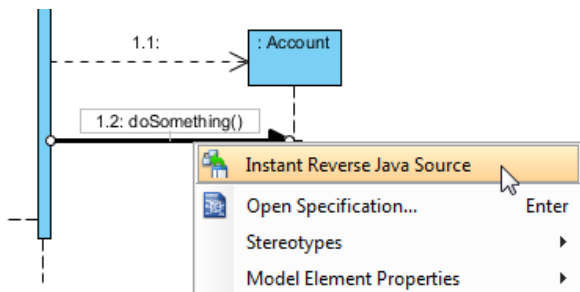 1.1:
: Account
1.2: doSomething()
Instant Reverse Java Source
Open Specification... Enter
Stereotypes
Model Element Properties